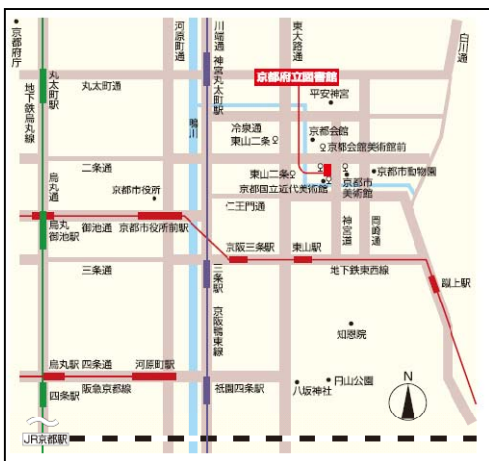 京都府庁
河原町通
川端通
東大路通
白川通
丸太町駅
丸太町通
神宮丸太町駅
京都府立図書館
平安神宮
地下鉄烏丸線
鴨川
冷泉通
東山二条
京都会館
京都会館美術館前
二条通
東山二条
京都市動物園
京都市美術館
京都国立近代美術館
烏丸通
京都市役所
仁王門通
神宮道
岡崎通
烏丸御池駅
御池通
京都市役所前駅
京阪三条駅
東山駅
三条通
三条駅
地下鉄東西線
蹴上駅
京阪鴨東線
知恩院
烏丸駅
四条通
河原町駅
阪急京都線
四条駅
祇園四条駅
八坂神社
円山公園
N
JR京都駅